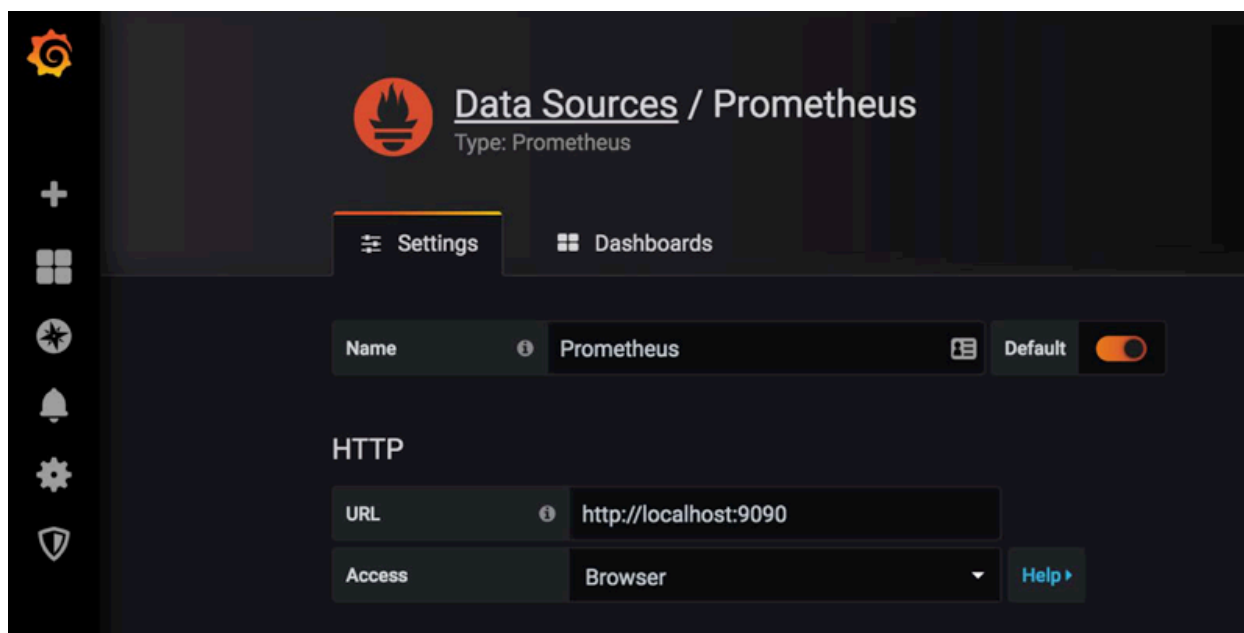 Data Sources / Prometheus
Type: Prometheus
Settings Dashboards
Name Prometheus Default
HTTP
URL http://localhost:9090
Access Browser Help